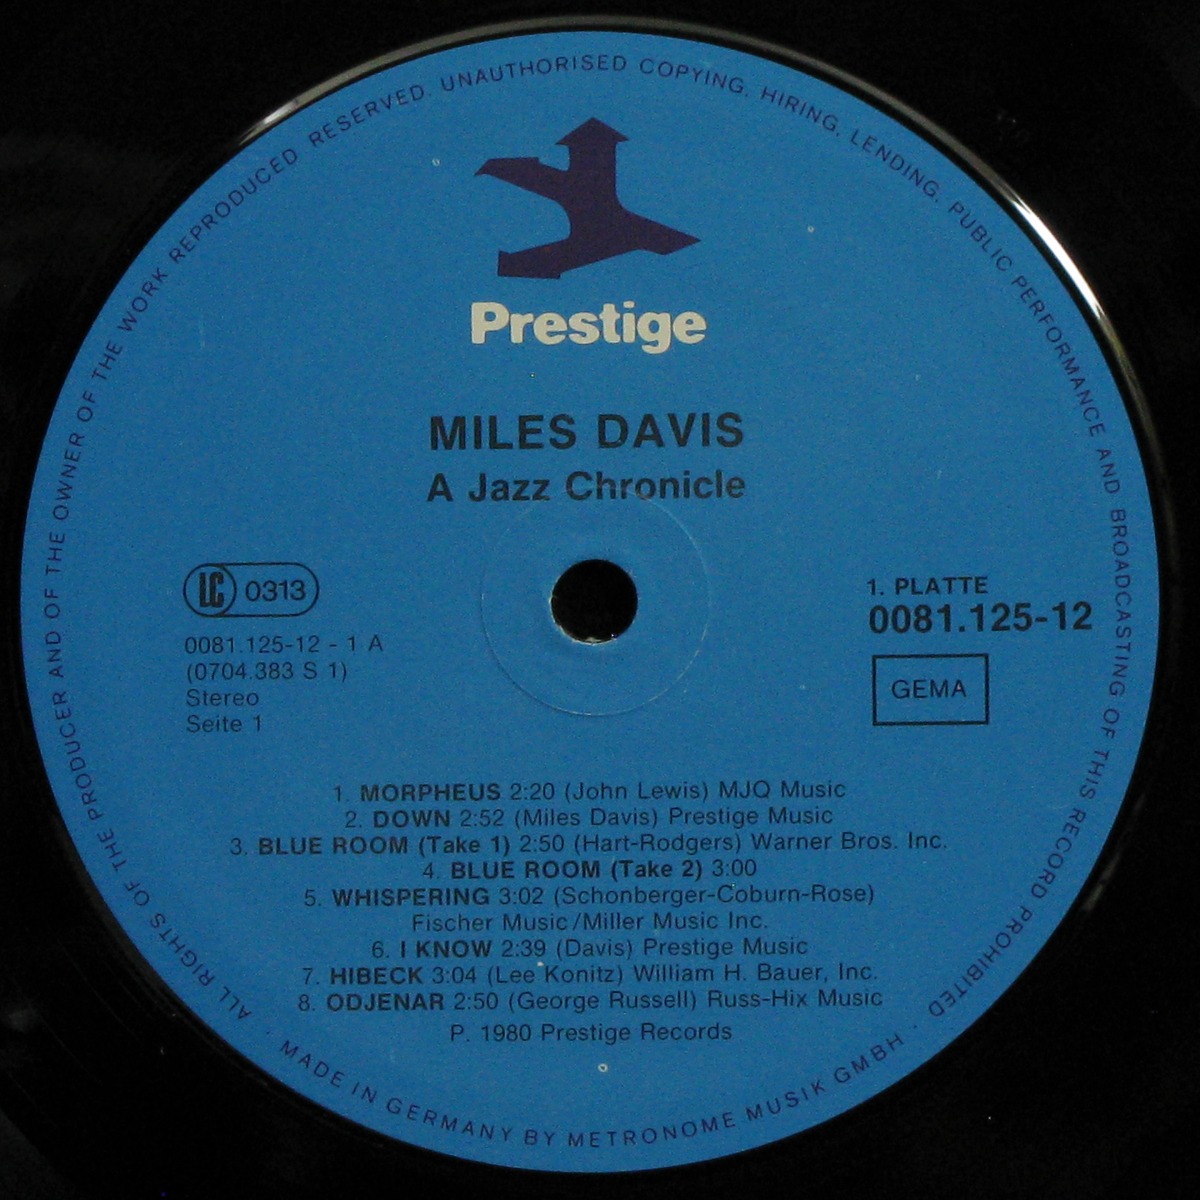 ALL RIGHTS OF THE PRODUCER AND OF THE OWNER OF THE WORK REPRODUCED RESERVED. UNAUTHORISED COPYING, HIRING, LENDING, PUBLIC PERFORMANCE AND BROADCASTING OF THIS RECORD PROHIBITED ·
Prestige
MILES DAVIS
A Jazz Chronicle
LC 0313
0081.125-12 - 1 A
(0704.383 S 1)
Stereo
Seite 1
1. PLATTE
0081.125-12
GEMA
1. MORPHEUS 2:20 (John Lewis) MJQ Music
2. DOWN 2:52 (Miles Davis) Prestige Music
3. BLUE ROOM (Take 1) 2:50 (Hart-Rodgers) Warner Bros. Inc.
4. BLUE ROOM (Take 2) 3:00
5. WHISPERING 3:02 (Schonberger-Coburn-Rose)
Fischer Music/Miller Music Inc.
6. I KNOW 2:39 (Davis) Prestige Music
7. HIBECK 3:04 (Lee Konitz) William H. Bauer, Inc.
8. ODJENAR 2:50 (George Russell) Russ-Hix Music
P. 1980 Prestige Records
MADE IN GERMANY BY METRONOME MUSIK GMBH